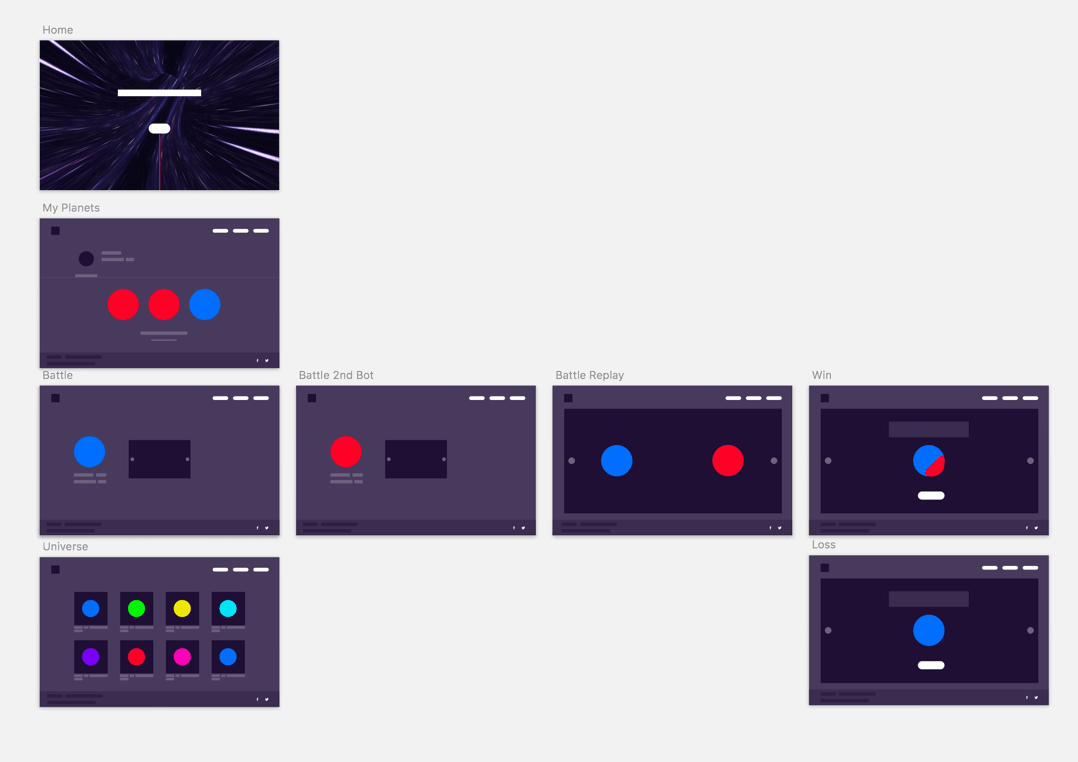 Home
My Planets
Battle
Battle 2nd Bot
Battle Replay
Win
Universe
Loss